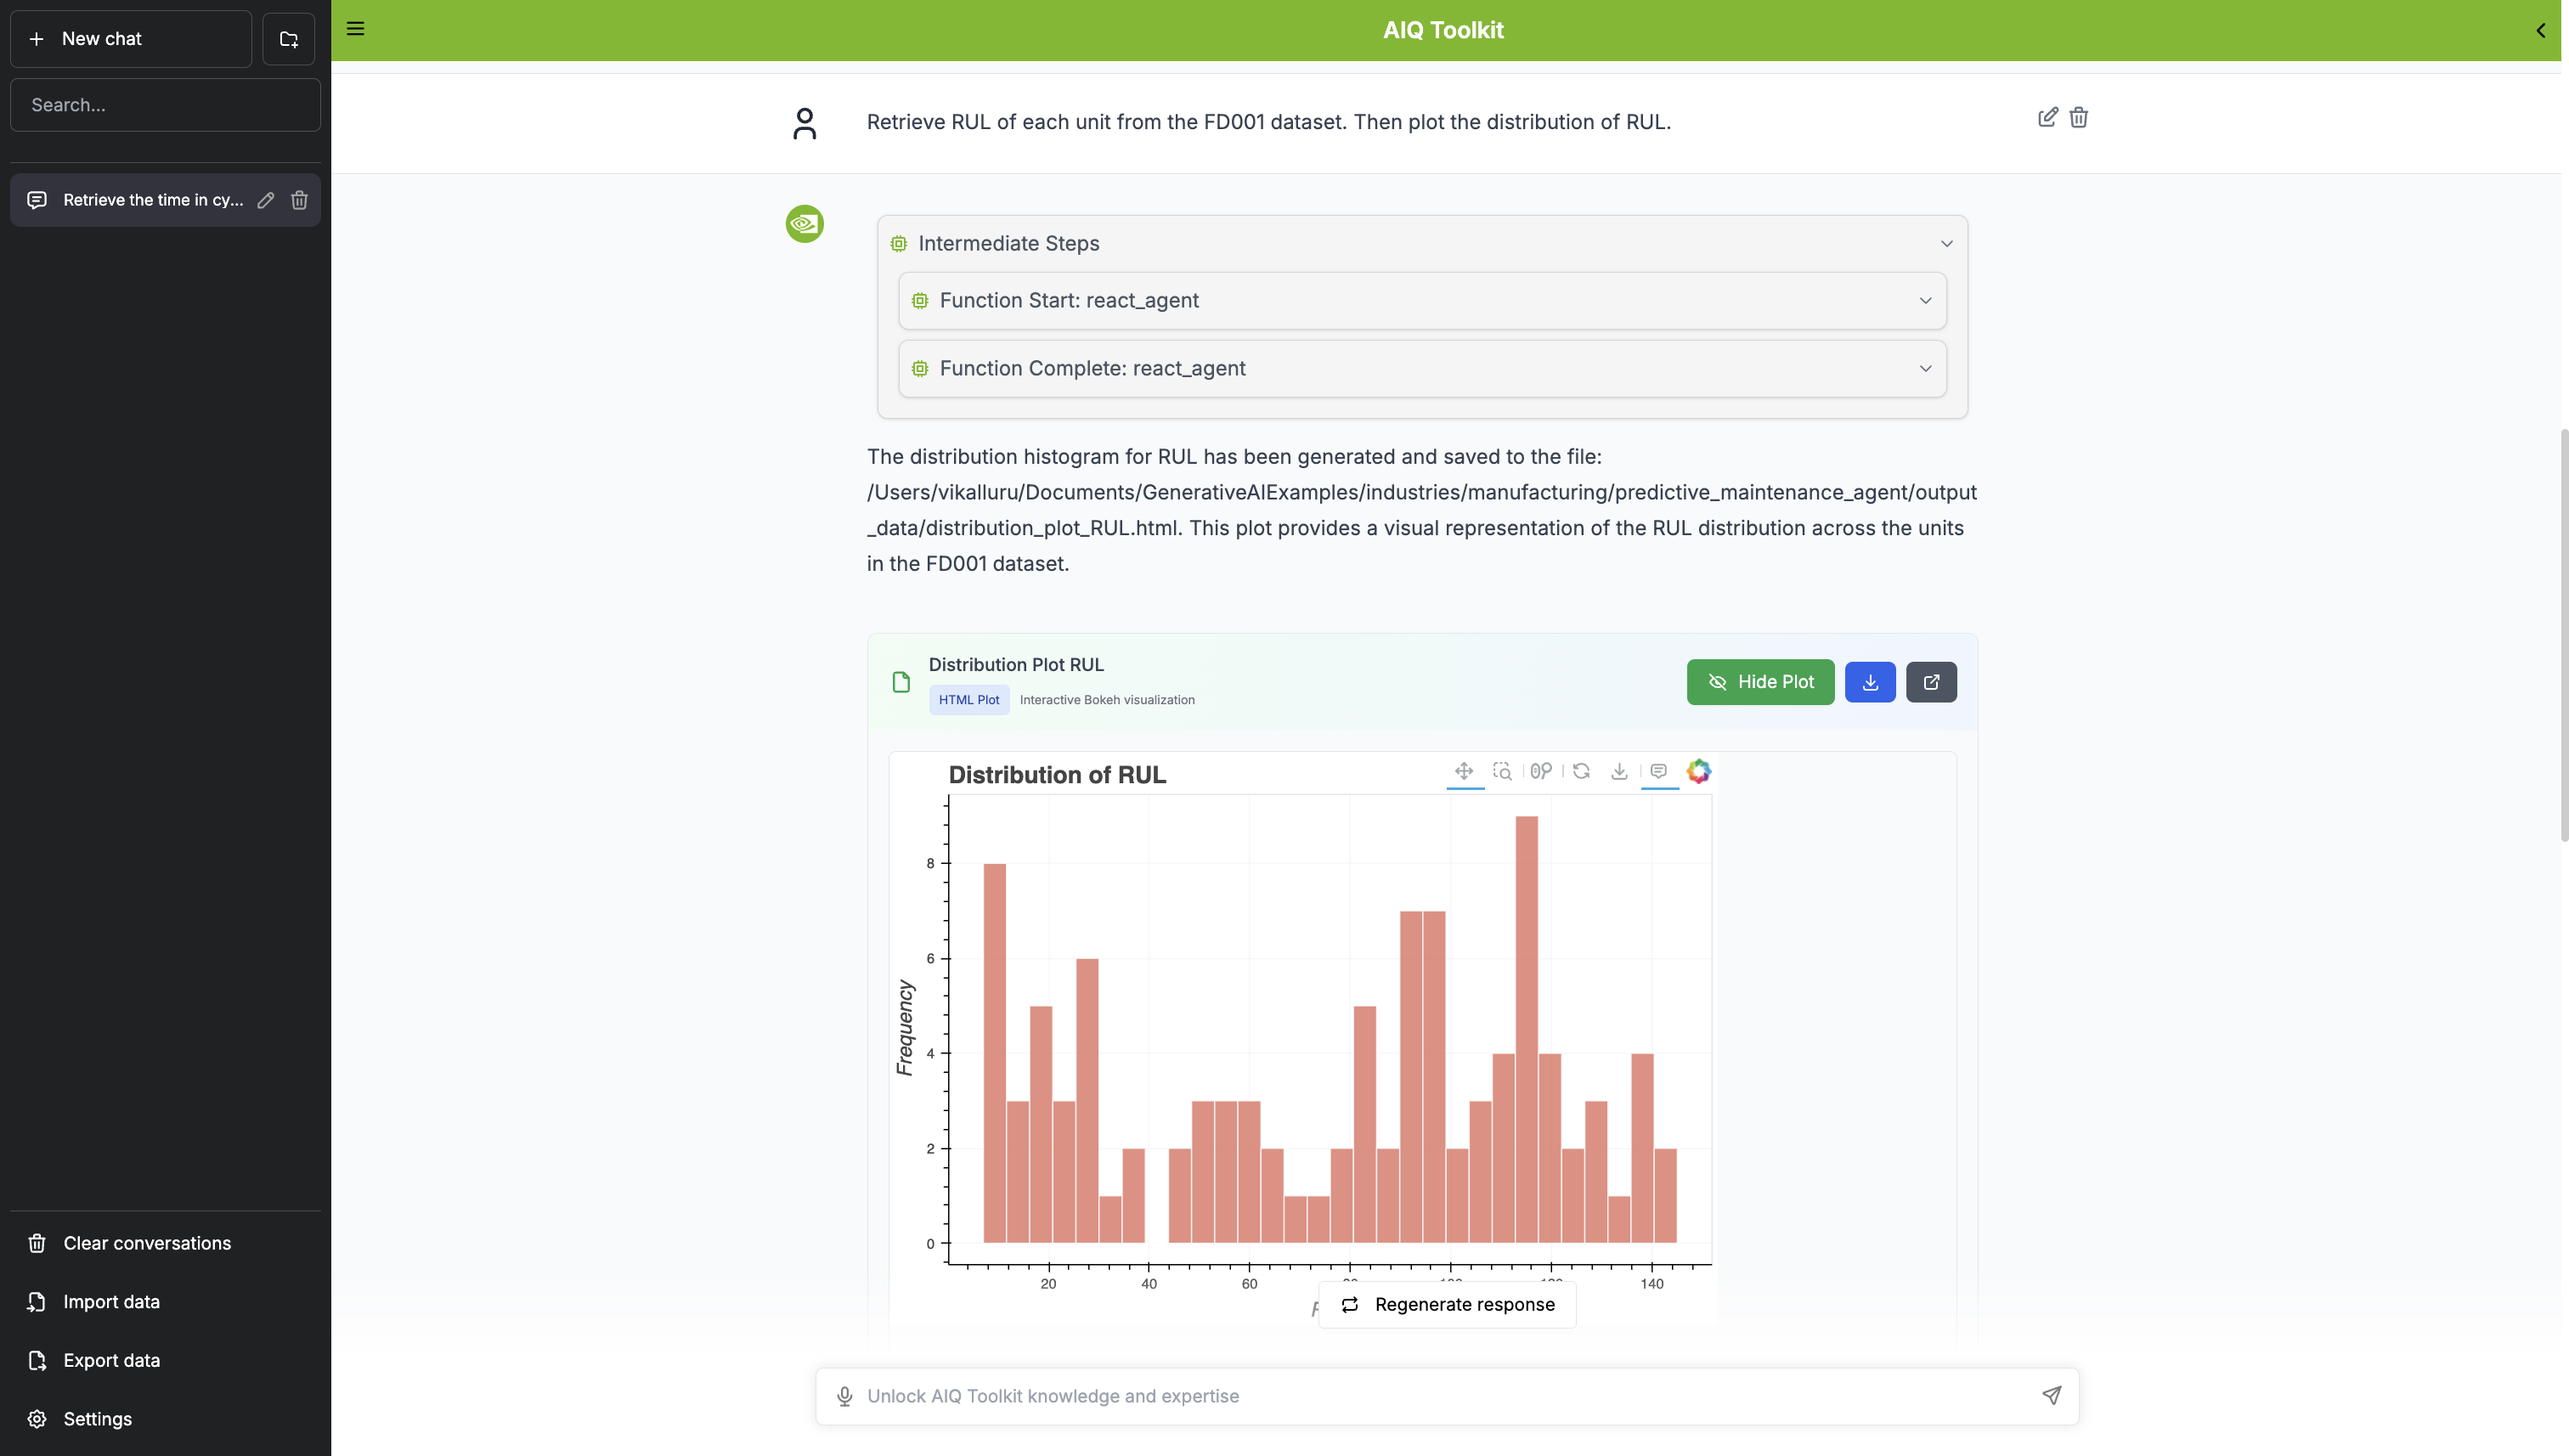 New chat
Search...
Retrieve the time in cy...
Clear conversations
Import data
Export data
Settings
AIQ Toolkit
Retrieve RUL of each unit from the FD001 dataset. Then plot the distribution of RUL.
Intermediate Steps
Function Start: react_agent
Function Complete: react_agent
The distribution histogram for RUL has been generated and saved to the file:
/Users/vikalluru/Documents/GenerativeAIExamples/industries/manufacturing/predictive_maintenance_agent/output
_data/distribution_plot_RUL.html. This plot provides a visual representation of the RUL distribution across the units
in the FD001 dataset.
Distribution Plot RUL
HTML Plot Interactive Bokeh visualization
Hide Plot
Distribution of RUL
Frequency
8
6
4
2
0
20 40 60 140
Regenerate response
Unlock AIQ Toolkit knowledge and expertise